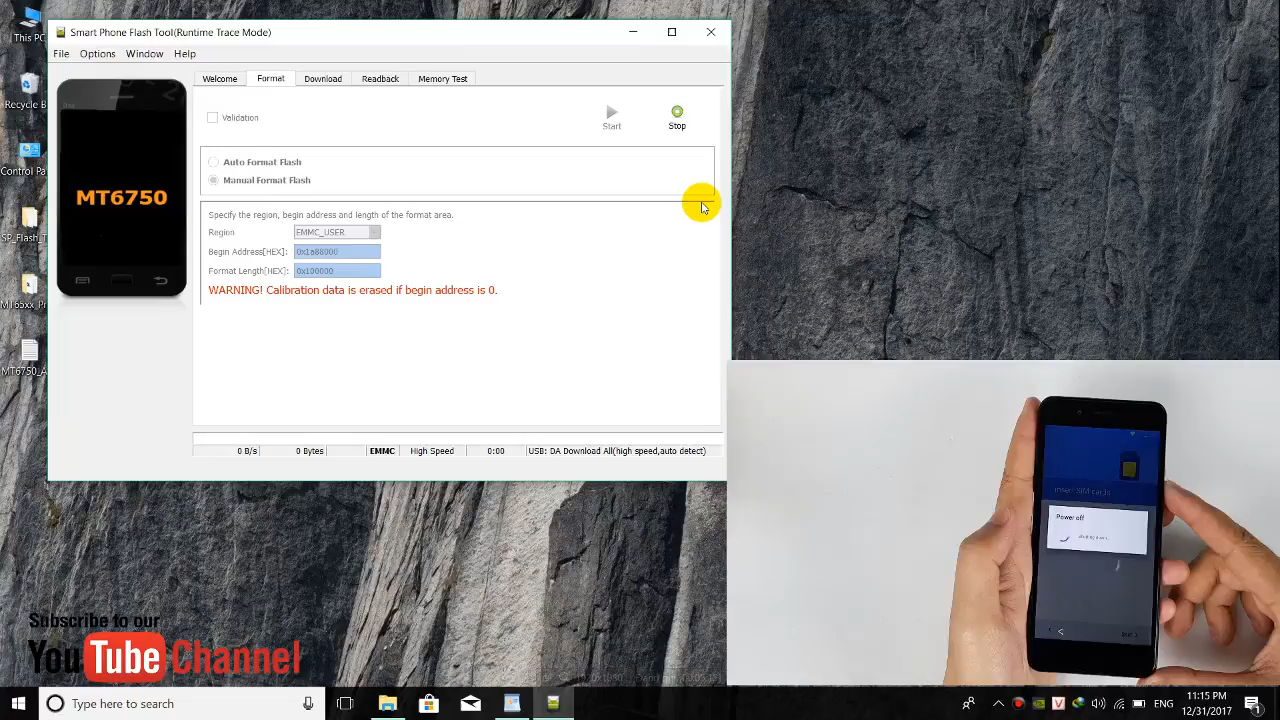 This PC
Recycle B
Control Pa
SP_Flash_T
MT65xx_Pr
MT6750_A
Smart Phone Flash Tool(Runtime Trace Mode)
File Options Window Help
Welcome Format Download Readback Memory Test
Validation
Start
Stop
Auto Format Flash
Manual Format Flash
MT6750
Specify the region, begin address and length of the format area.
Region EMMC_USER
Begin Address[HEX]: 0x1a88000
Format Length[HEX]: 0x100000
WARNING! Calibration data is erased if begin address is 0.
0 B/s 0 Bytes EMMC High Speed 0:00 USB: DA Download All(high speed,auto detect)
Insert SIM cards
Power off
Subscribe to our
YouTube Channel
Type here to search
ENG
11:15 PM
12/31/2017